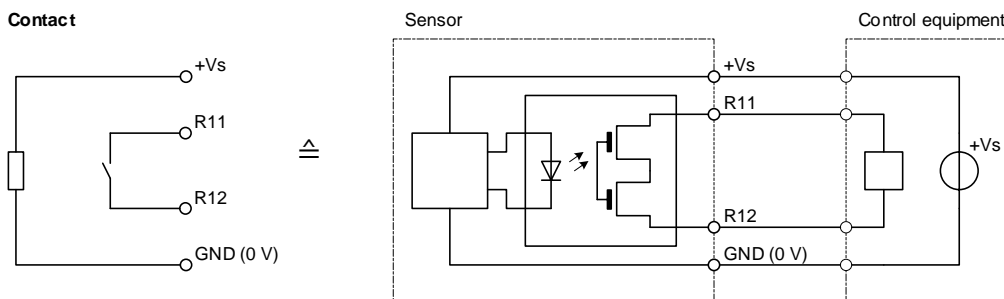 Contact
+Vs
R11
R12
GND (0 V)
≙
Sensor
+Vs
R11
R12
GND (0 V)
Control equipment
+Vs